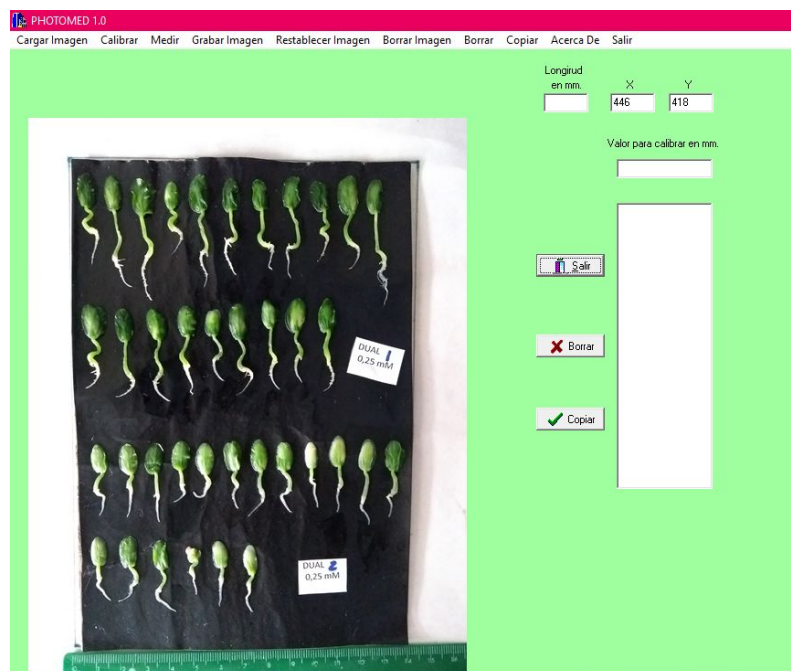 PHOTOMED 1.0
Cargar Imagen Calibrar Medir Grabar Imagen Restablecer Imagen Borrar Imagen Borrar Copiar Acerca De Salir
Longirud
en mm. X Y
446 418
Valor para calibrar en mm.
Salir
Borrar
Copiar
DUAL 1
0,25 mM
DUAL 2
0,25 mM